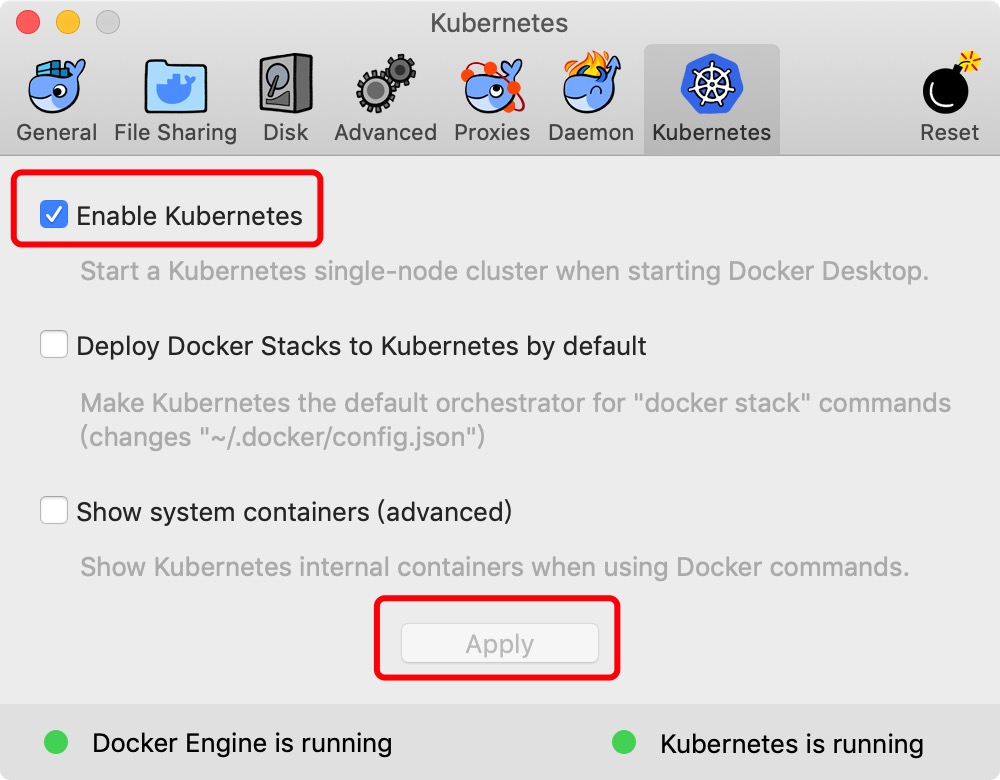 Kubernetes
General
File Sharing
Disk
Advanced
Proxies
Daemon
Kubernetes
Reset
Enable Kubernetes
Start a Kubernetes single-node cluster when starting Docker Desktop.
Deploy Docker Stacks to Kubernetes by default
Make Kubernetes the default orchestrator for "docker stack" commands
(changes "~/.docker/config.json")
Show system containers (advanced)
Show Kubernetes internal containers when using Docker commands.
Apply
Docker Engine is running
Kubernetes is running